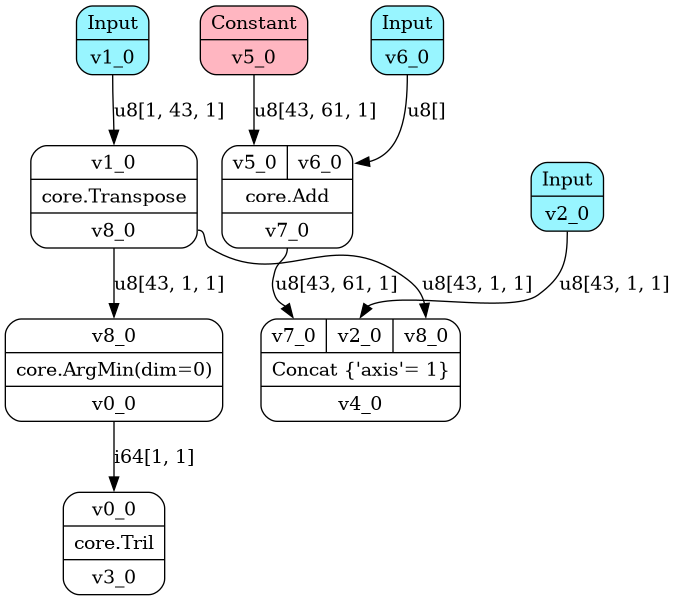 Input
v1_0
Constant
v5_0
Input
v6_0
u8[1, 43, 1]
u8[43, 61, 1]
u8[]
v1_0
core.Transpose
v8_0
v5_0 v6_0
core.Add
v7_0
Input
v2_0
u8[43, 1, 1]
u8[43, 61, 1]
u8[43, 1, 1]
u8[43, 1, 1]
v8_0
core.ArgMin(dim=0)
v0_0
v7_0 v2_0 v8_0
Concat {'axis'= 1}
v4_0
i64[1, 1]
v0_0
core.Tril
v3_0